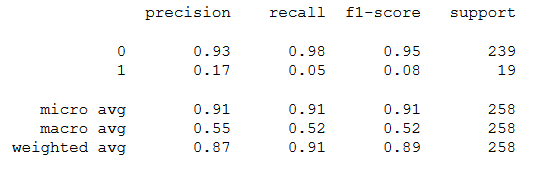 precision recall f1-score support
0 0.93 0.98 0.95 239
1 0.17 0.05 0.08 19
micro avg 0.91 0.91 0.91 258
macro avg 0.55 0.52 0.52 258
weighted avg 0.87 0.91 0.89 258